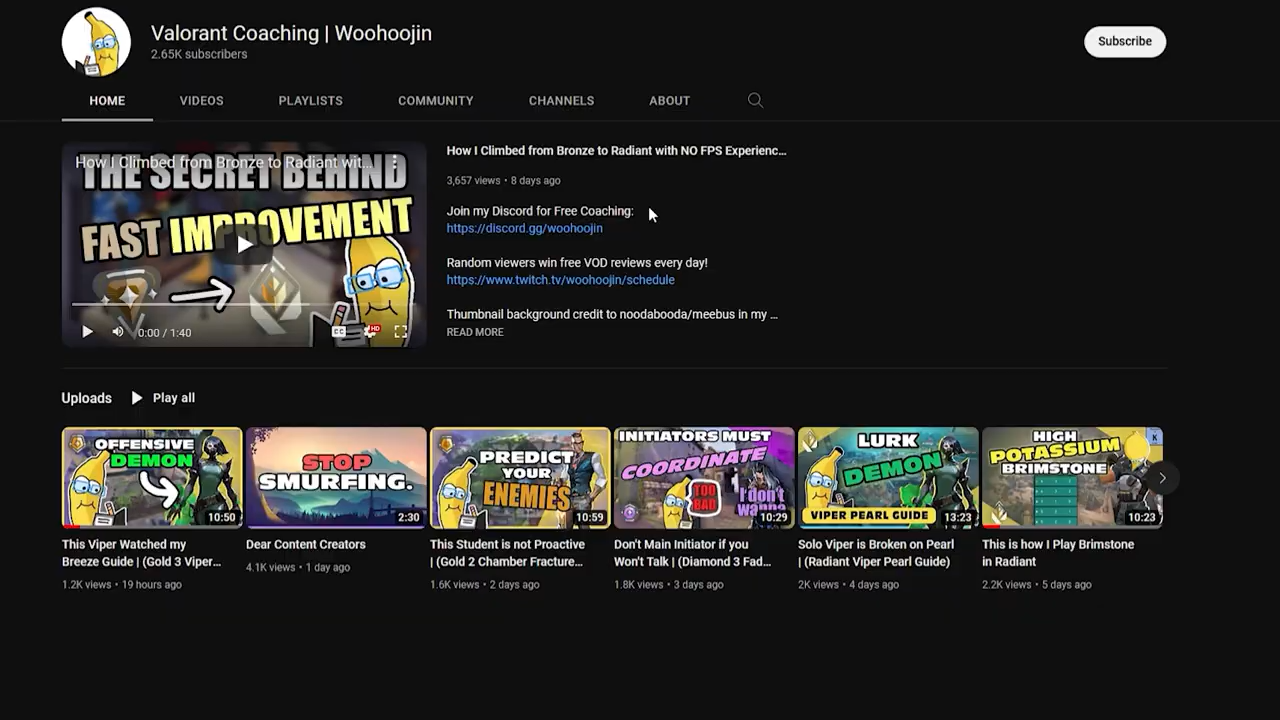 Valorant Coaching | Woohoojin
2.65K subscribers
Subscribe
HOME
VIDEOS
PLAYLISTS
COMMUNITY
CHANNELS
ABOUT
How I Climbed from Bronze to Radiant wit...
THE SECRET BEHIND
FAST IMPROVEMENT
0:00 / 1:40
CC
HD
How I Climbed from Bronze to Radiant with NO FPS Experienc...
3,657 views • 8 days ago
Join my Discord for Free Coaching:
https://discord.gg/woohoojin
Random viewers win free VOD reviews every day!
https://www.twitch.tv/woohoojin/schedule
Thumbnail background credit to noodabooda/meebus in my ...
READ MORE
Uploads
Play all
OFFENSIVE
DEMON
10:50
This Viper Watched my
Breeze Guide | (Gold 3 Viper...
1.2K views • 19 hours ago
STOP
SMURFING.
2:30
Dear Content Creators
4.1K views • 1 day ago
PREDICT
YOUR
ENEMIES
10:59
This Student is not Proactive
| (Gold 2 Chamber Fracture...
1.6K views • 2 days ago
INITIATORS MUST
COORDINATE
TOO
BAD
I don't
wanna
10:29
Don't Main Initiator if you
Won't Talk | (Diamond 3 Fad...
1.8K views • 3 days ago
LURK
DEMON
VIPER PEARL GUIDE
13:23
Solo Viper is Broken on Pearl
| (Radiant Viper Pearl Guide)
2K views • 4 days ago
HIGH
POTASSIUM
BRIMSTONE
K
10:23
This is how I Play Brimstone
in Radiant
2.2K views • 5 days ago